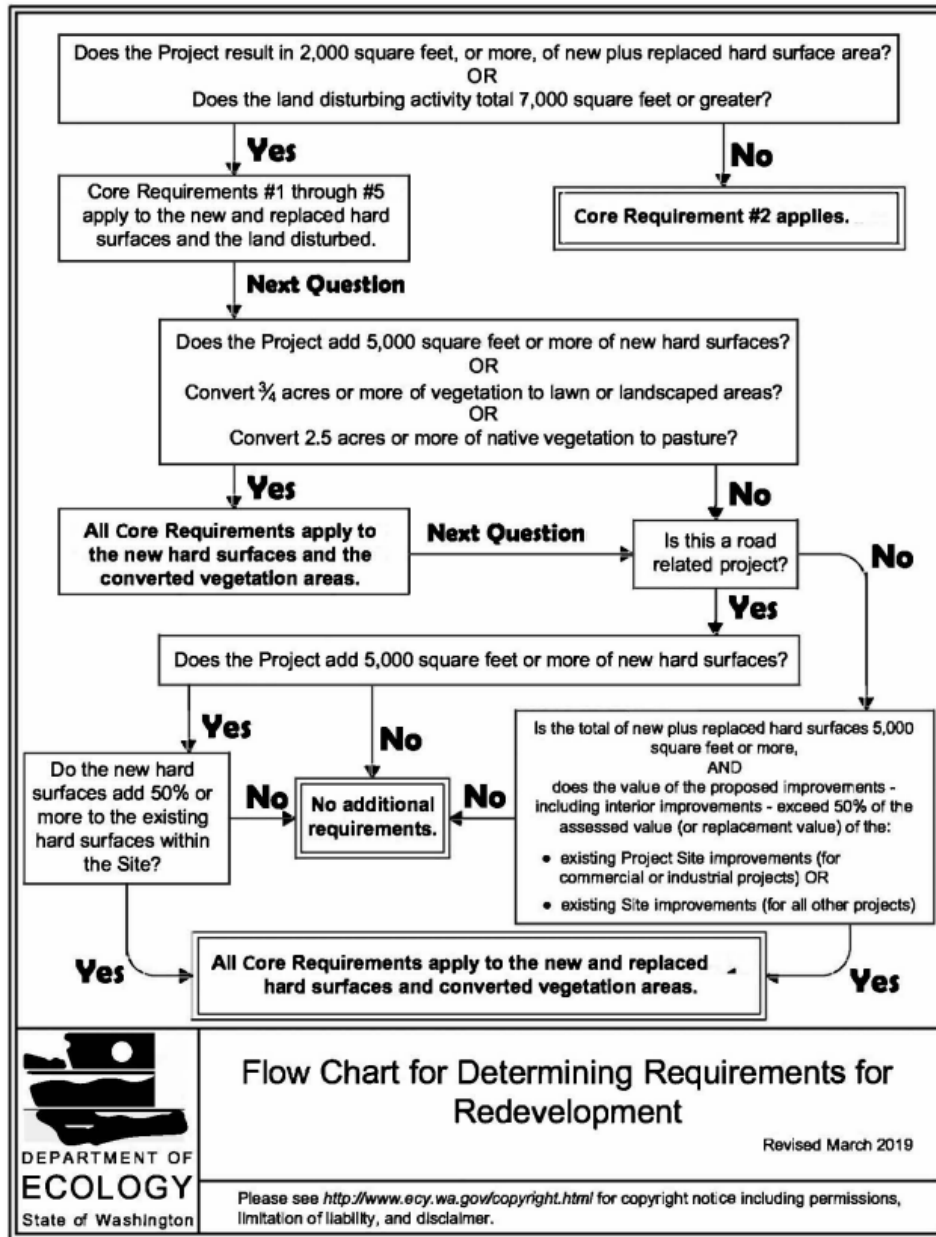 Does the Project result in 2,000 square feet, or more, of new plus replaced hard surface area?
OR
Does the land disturbing activity total 7,000 square feet or greater?
Yes
No
Core Requirements #1 through #5
apply to the new and replaced hard
surfaces and the land disturbed.
Core Requirement #2 applies.
Next Question
Does the Project add 5,000 square feet or more of new hard surfaces?
OR
Convert ¾ acres or more of vegetation to lawn or landscaped areas?
OR
Convert 2.5 acres or more of native vegetation to pasture?
Yes
No
All Core Requirements apply to
the new hard surfaces and the
converted vegetation areas.
Next Question
Is this a road
related project?
No
Yes
Does the Project add 5,000 square feet or more of new hard surfaces?
Yes
No
Do the new hard
surfaces add 50% or
more to the existing
hard surfaces within
the Site?
No
No additional
requirements.
No
Is the total of new plus replaced hard surfaces 5,000
square feet or more,
AND
does the value of the proposed improvements -
including interior improvements - exceed 50% of the
assessed value (or replacement value) of the:
• existing Project Site improvements (for
commercial or industrial projects) OR
• existing Site improvements (for all other projects)
Yes
All Core Requirements apply to the new and replaced
hard surfaces and converted vegetation areas.
Yes
DEPARTMENT OF
ECOLOGY
State of Washington
Flow Chart for Determining Requirements for
Redevelopment
Revised March 2019
Please see http://www.ecy.wa.gov/copyright.html for copyright notice including permissions,
limitation of liability, and disclaimer.